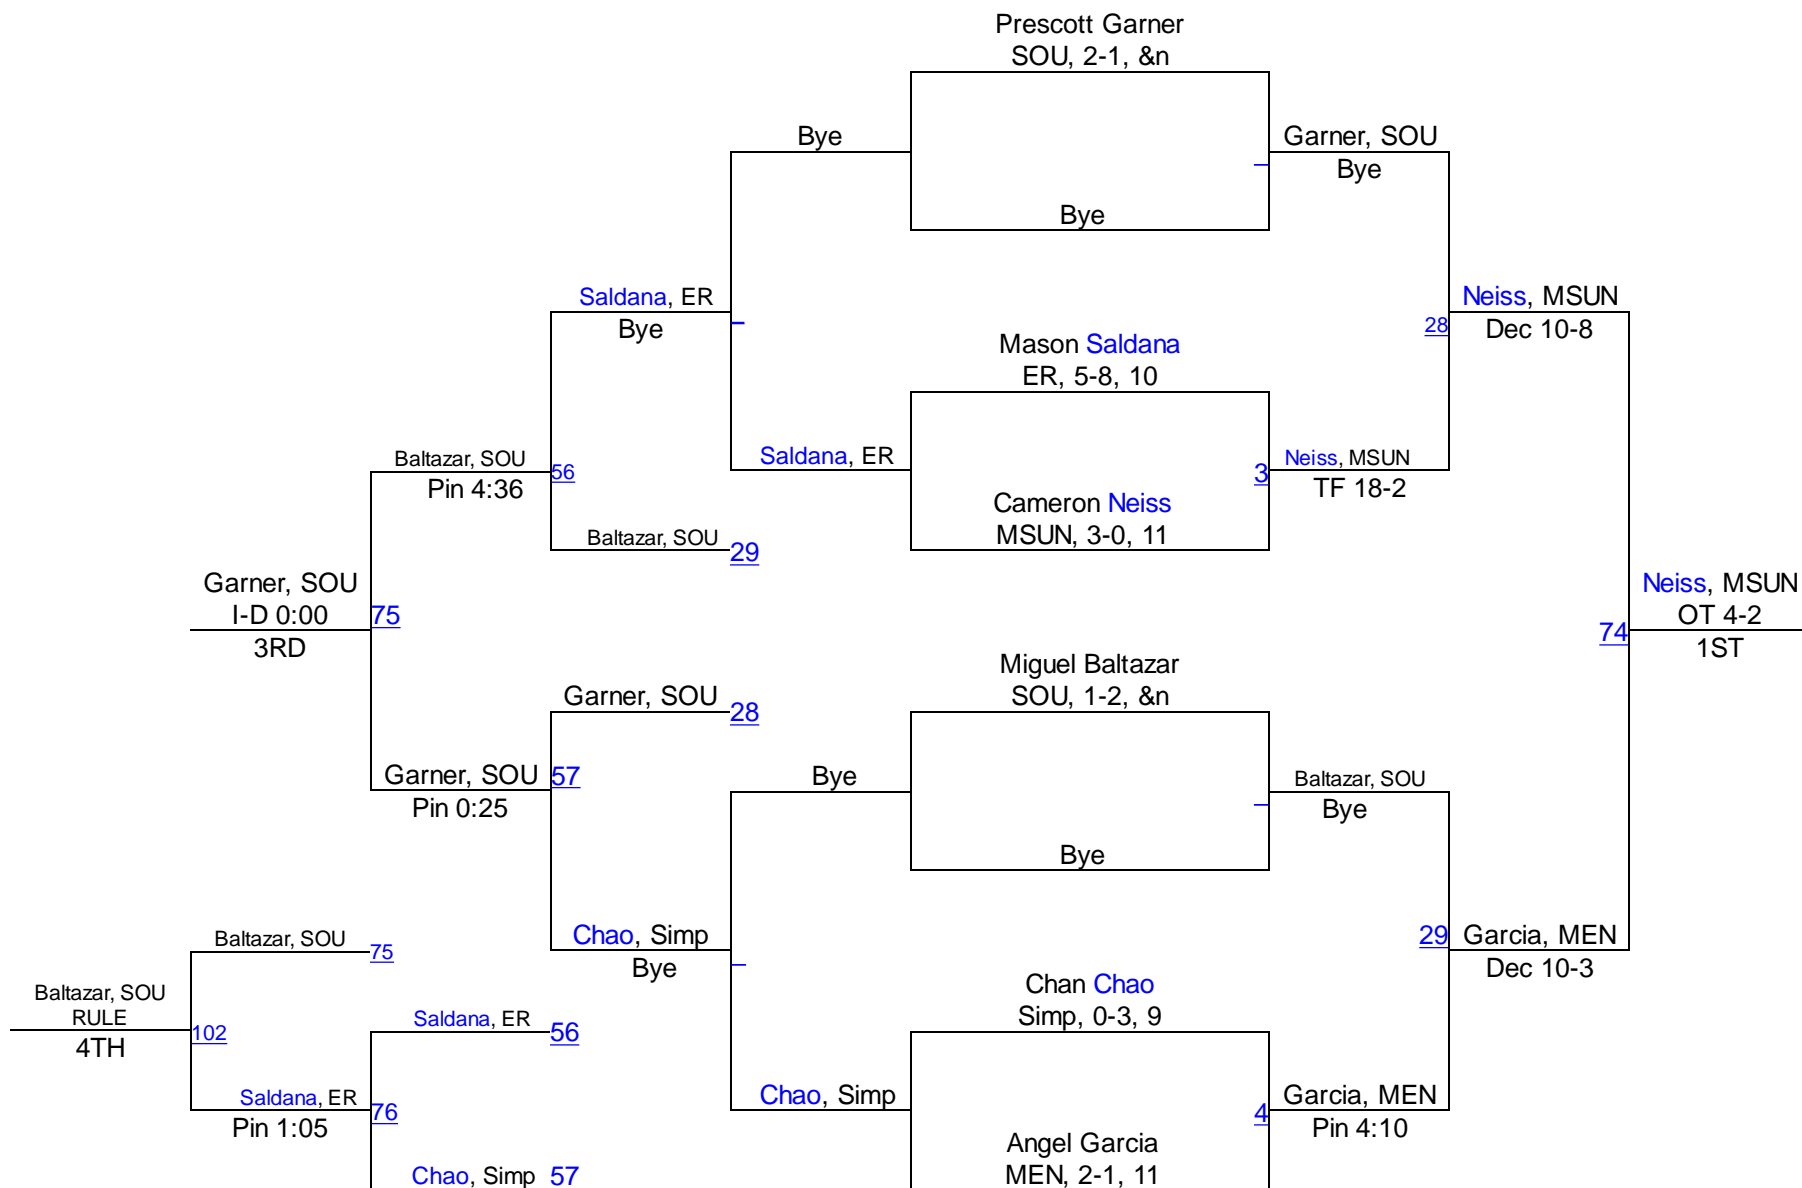 Prescott Garner
SOU, 2-1, &n
Bye
Garner, SOU
Bye
Bye
Saldana, ER
Bye
Neiss, MSUN
28
Dec 10-8
Mason Saldana
ER, 5-8, 10
Baltazar, SOU
56
Pin 4:36
Saldana, ER
3
Neiss, MSUN
TF 18-2
Cameron Neiss
MSUN, 3-0, 11
Baltazar, SOU
29
Garner, SOU
I-D 0:00
75
3RD
Neiss, MSUN
OT 4-2
74
1ST
Miguel Baltazar
SOU, 1-2, &n
Garner, SOU
28
Garner, SOU
57
Pin 0:25
Bye
Baltazar, SOU
Bye
Bye
Chao, Simp
Bye
29
Garcia, MEN
Dec 10-3
Baltazar, SOU
75
Baltazar, SOU
RULE
102
4TH
Saldana, ER
56
Chan Chao
Simp, 0-3, 9
Saldana, ER
76
Pin 1:05
Chao, Simp
4
Garcia, MEN
Pin 4:10
Angel Garcia
MEN, 2-1, 11
Chao, Simp
57